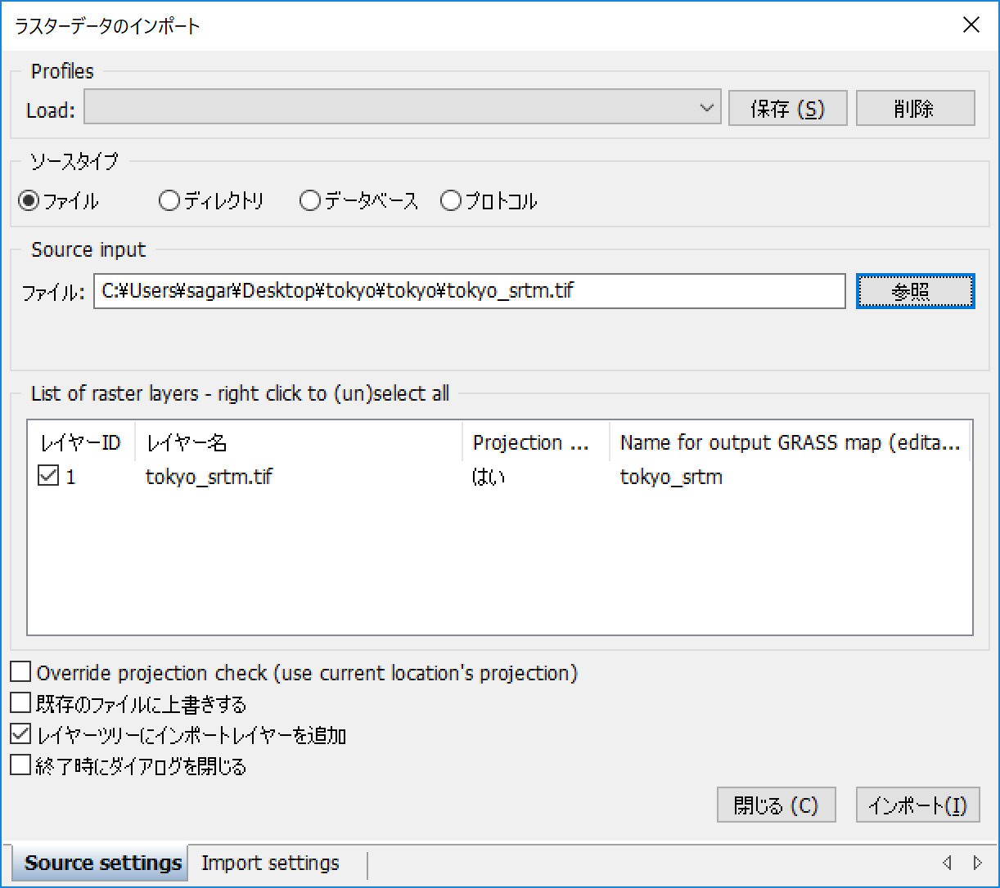 ラスターデータのインポート
Profiles
Load: 保存 (S) 削除
ソースタイプ
ファイル ディレクトリ データベース プロトコル
Source input
ファイル: C:¥Users¥sagar¥Desktop¥tokyo¥tokyo¥tokyo_srtm.tif 参照
List of raster layers - right click to (un)select all
レイヤーID レイヤー名 Projection ... Name for output GRASS map (edita...
1 tokyo_srtm.tif はい tokyo_srtm
Override projection check (use current location's projection)
既存のファイルに上書きする
レイヤーツリーにインポートレイヤーを追加
終了時にダイアログを閉じる
閉じる (C) インポート(I)
Source settings Import settings